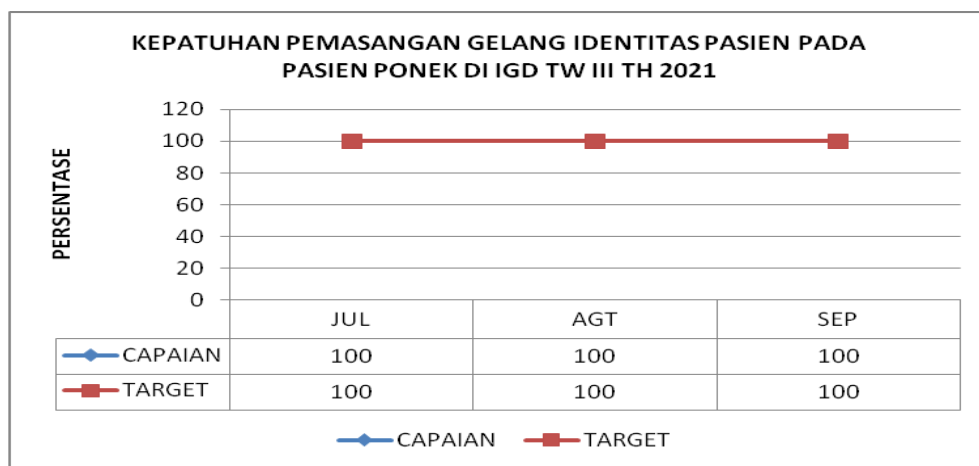 KEPATUHAN PEMASANGAN GELANG IDENTITAS PASIEN PADA
PASIEN PONEK DI IGD TW III TH 2021
PERSENTASE
120
100
80
60
40
20
0
JUL AGT SEP
CAPAIAN 100 100 100
TARGET 100 100 100
CAPAIAN TARGET